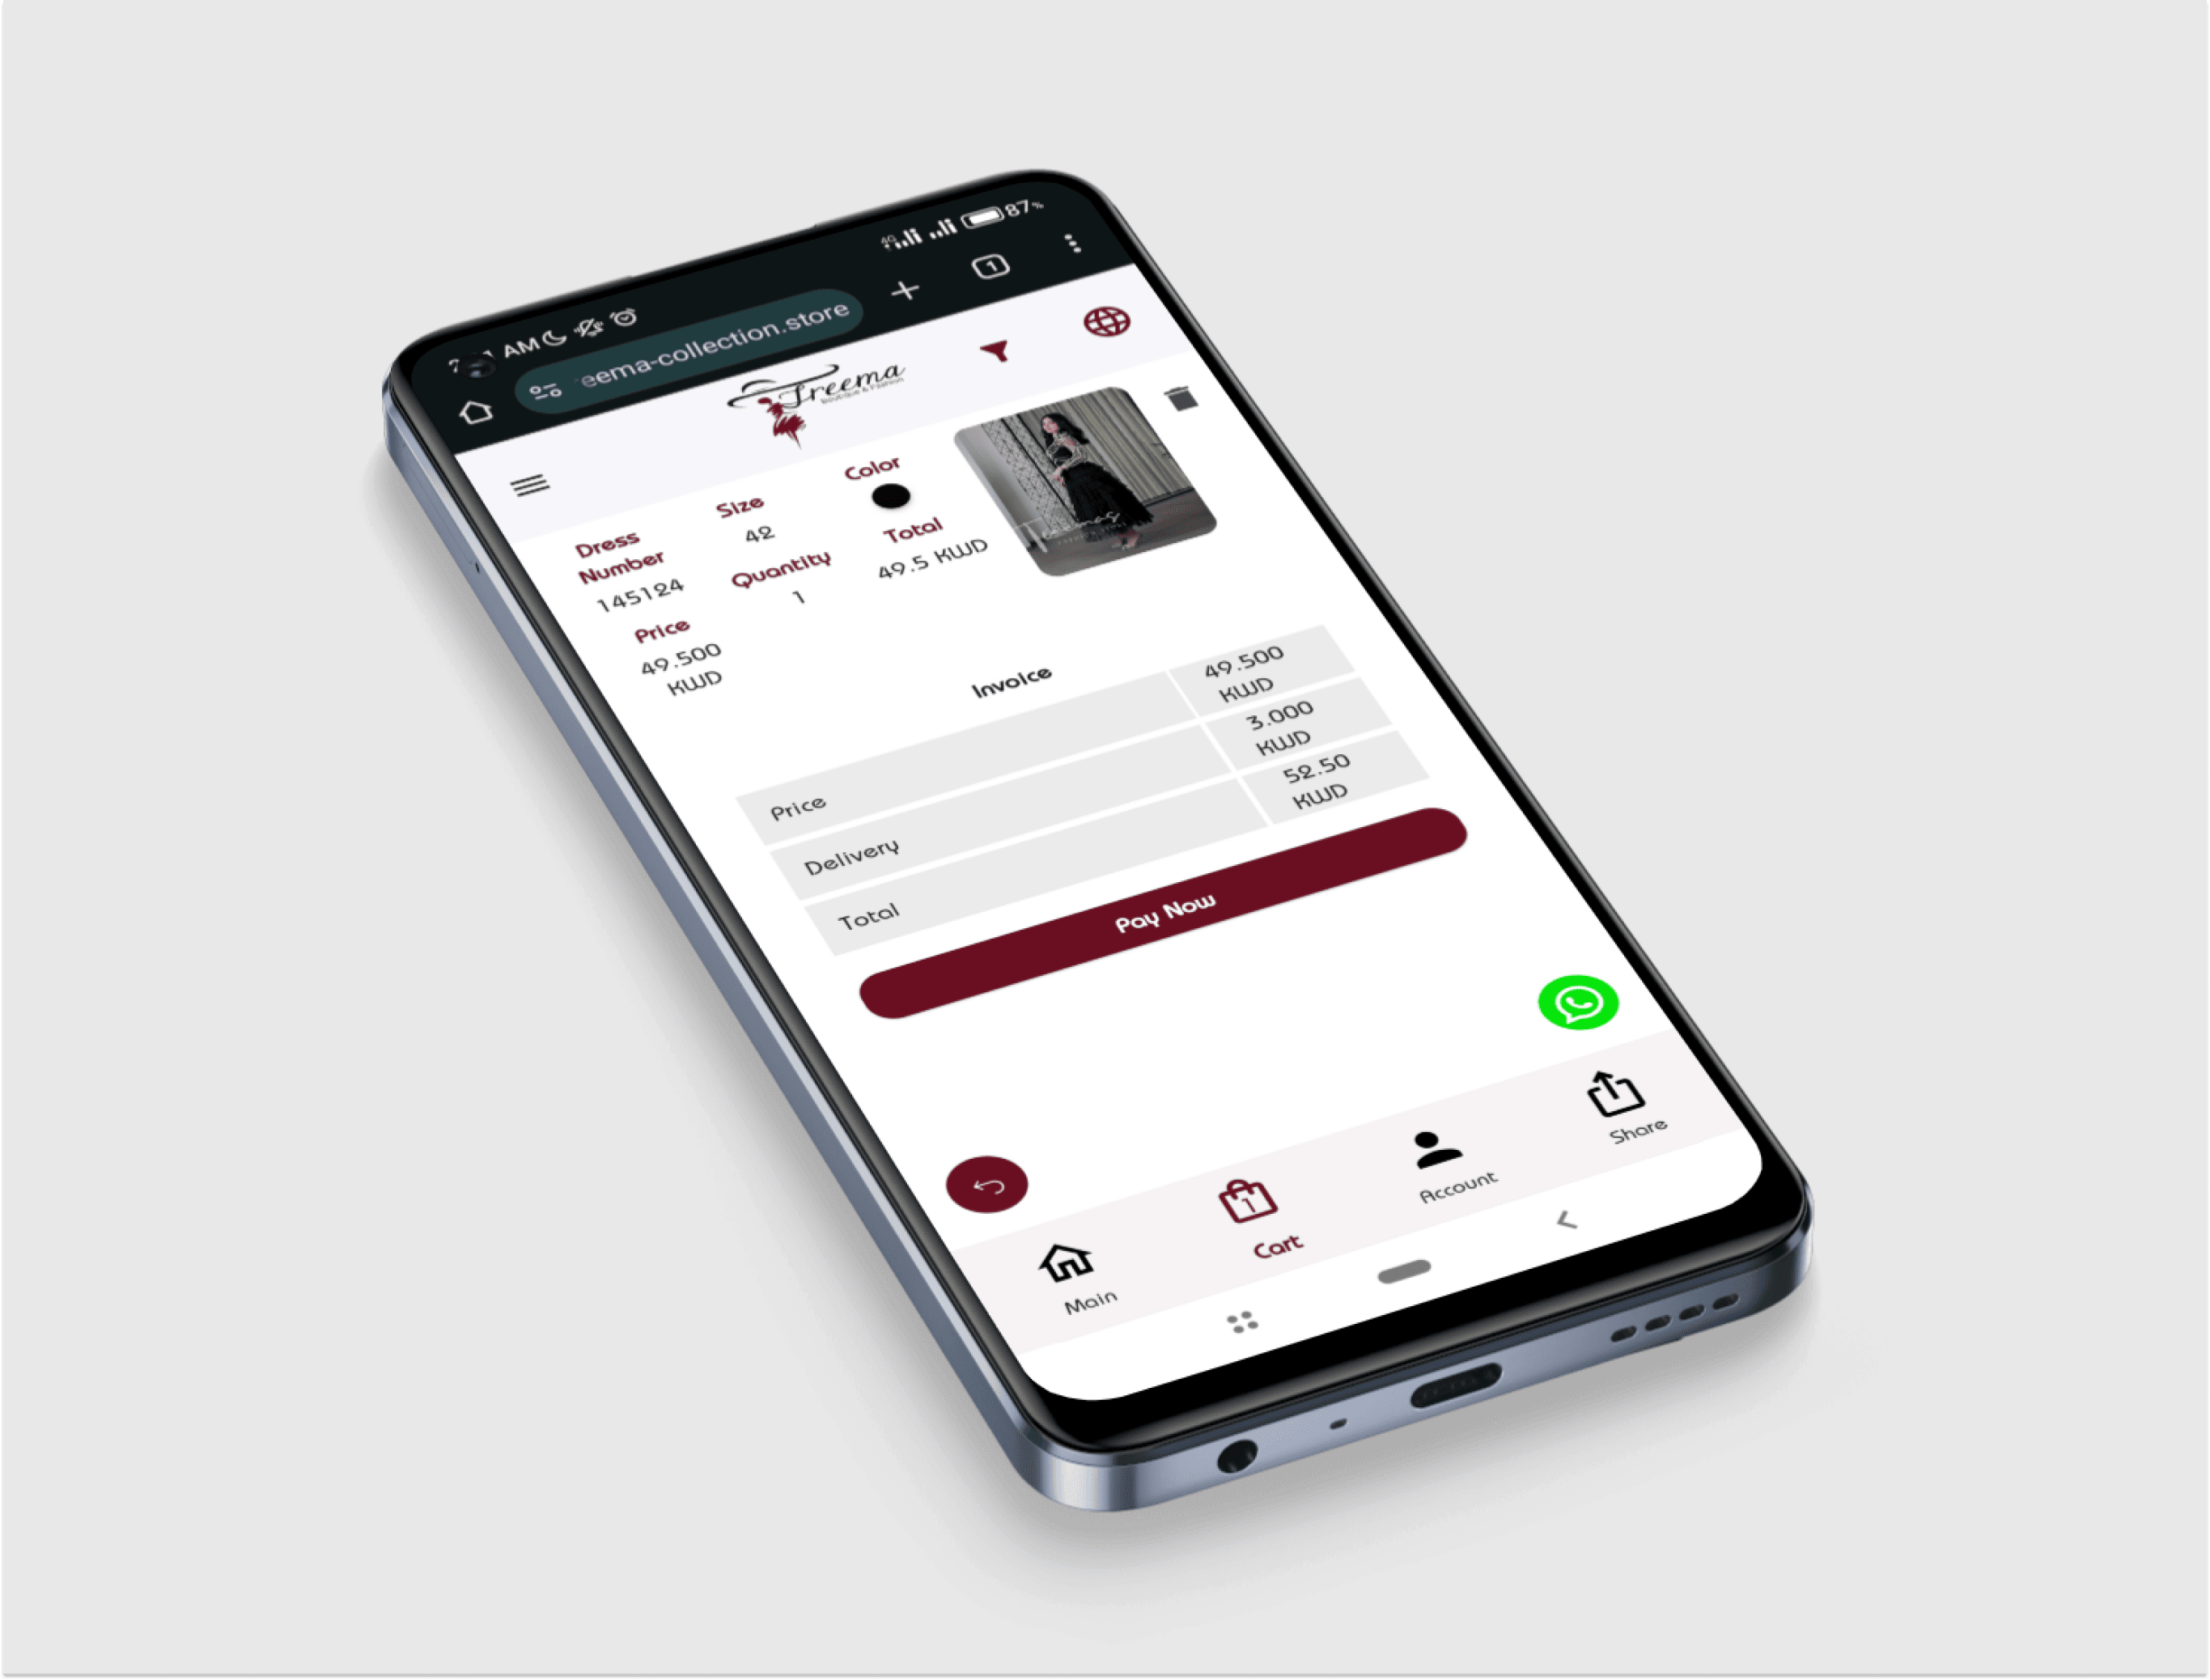 AM
87%
4G
eema-collection.store
1
Freema
Boutique & Fashion
Dress
Number
145124
Size
42
Color
Price
49.500
KWD
Quantity
1
Total
49.5 KWD
Invoice
Price
49.500
KWD
Delivery
3.000
KWD
Total
52.50
KWD
Pay Now
Main
1
Cart
Account
Share